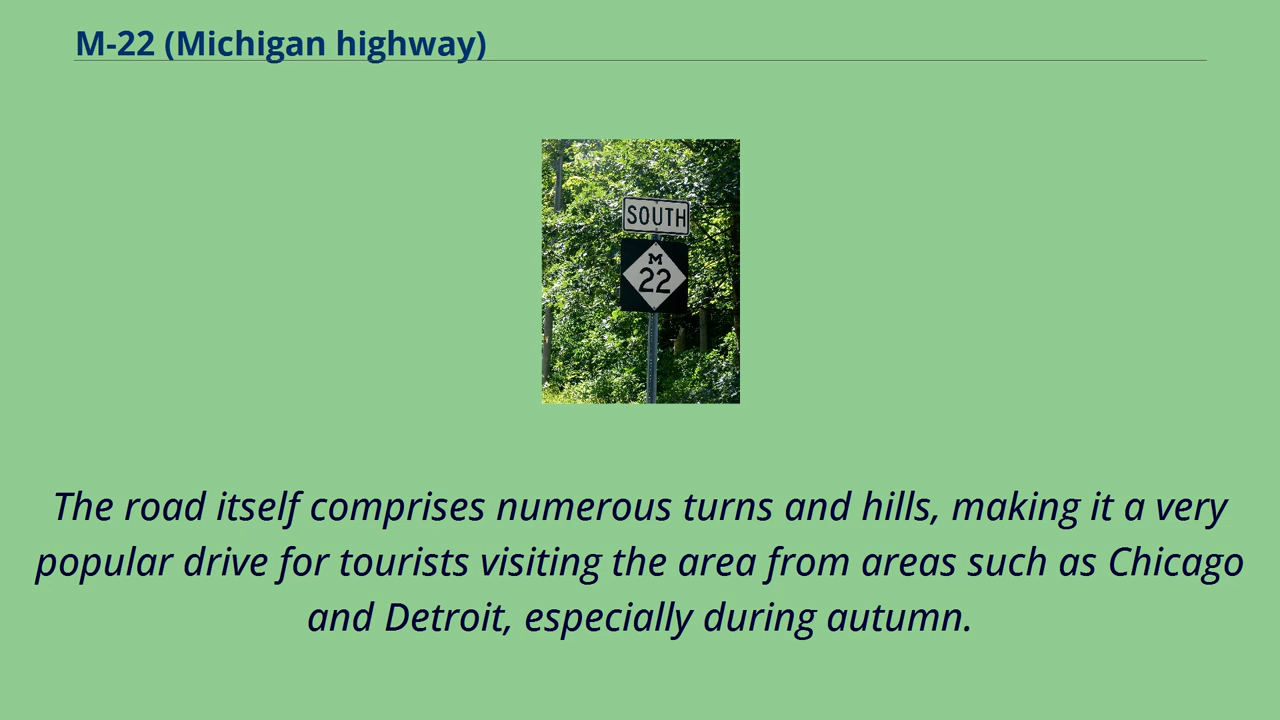 M-22 (Michigan highway)
SOUTH
M
22
The road itself comprises numerous turns and hills, making it a very
popular drive for tourists visiting the area from areas such as Chicago
and Detroit, especially during autumn.